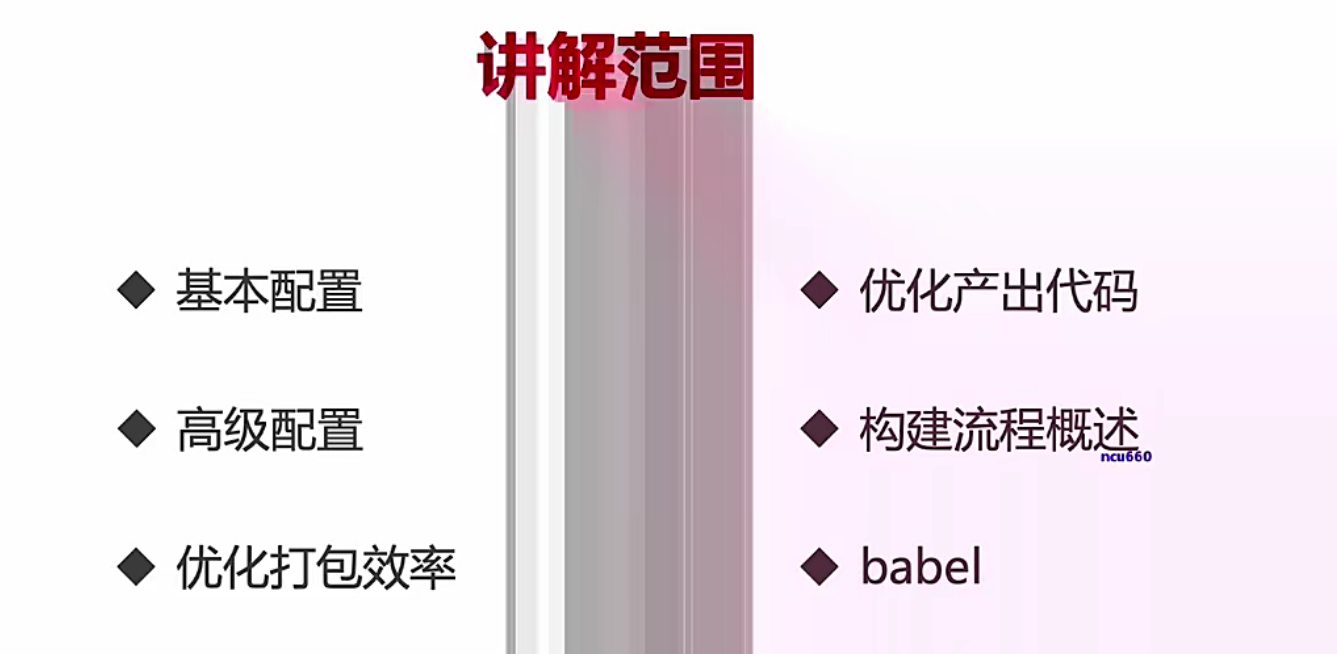 讲解范围
基本配置
高级配置
优化打包效率
优化产出代码
构建流程概述
ncu660
babel